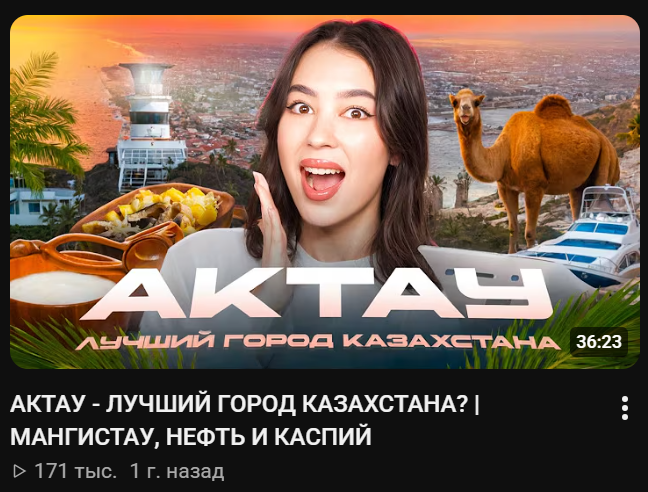 АКТАУ
ЛУЧШИЙ ГОРОД КАЗАХСТАНА
36:23
АКТАУ - ЛУЧШИЙ ГОРОД КАЗАХСТАНА? |
МАНГИСТАУ, НЕФТЬ И КАСПИЙ
171 тыс. 1 г. назад